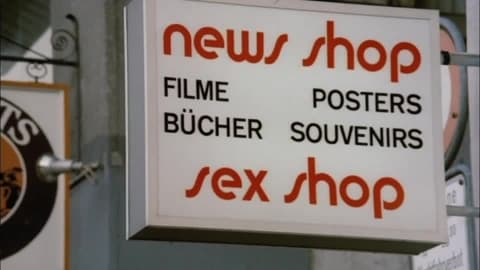 news shop
FILME POSTERS
BÜCHER SOUVENIRS
sex shop